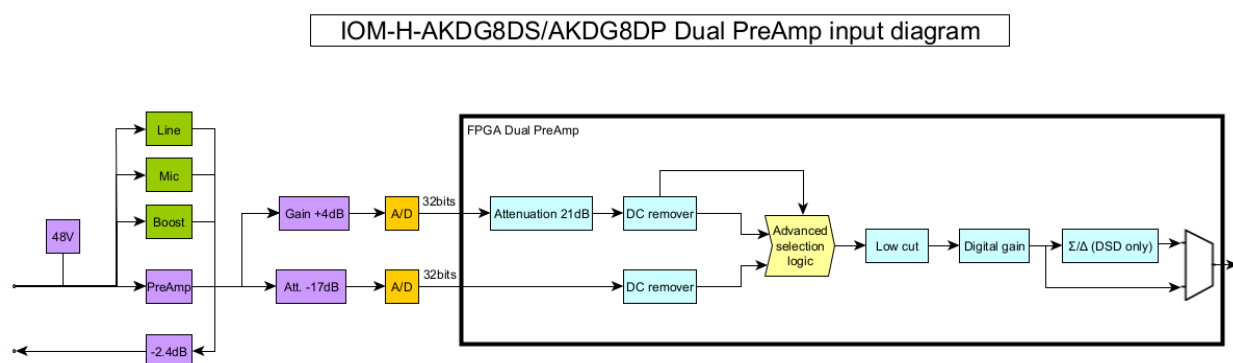 IOM-H-AKDG8DS/AKDG8DP Dual PreAmp input diagram
Line
FPGA Dual PreAmp
Mic
32bits
Gain +4dB
A/D
Attenuation 21dB
DC remover
Boost
48V
Advanced
selection
logic
Low cut
Digital gain
Σ/Δ (DSD only)
32bits
PreAmp
Att. -17dB
A/D
DC remover
-2.4dB